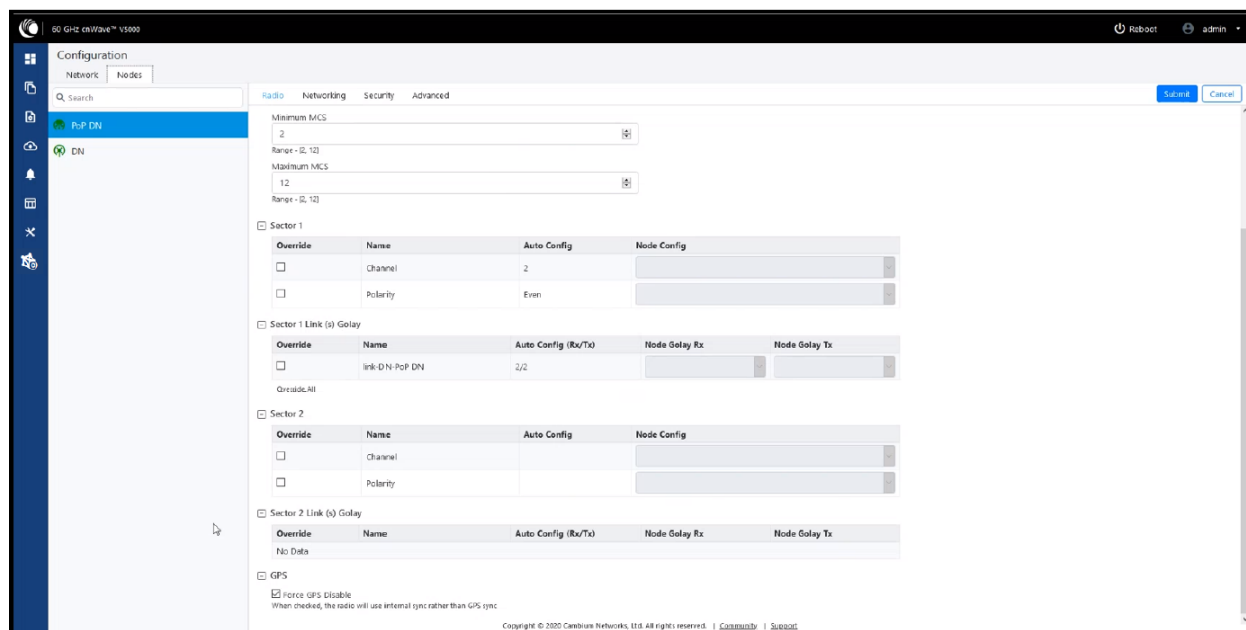 60 GHz cnWave™ V5000
Reboot
admin
Configuration
Network Nodes
Search
Radio Networking Security Advanced
Submit Cancel
PoP DN
DN
Minimum MCS
2
Range - [2, 12]
Maximum MCS
12
Range - [2, 12]
Sector 1
Override Name Auto Config Node Config
Channel 2
Polarity Even
Sector 1 Link (s) Golay
Override Name Auto Config (Rx/Tx) Node Golay Rx Node Golay Tx
link-DN-PoP DN 2/2
Override All
Sector 2
Override Name Auto Config Node Config
Channel
Polarity
Sector 2 Link (s) Golay
Override Name Auto Config (Rx/Tx) Node Golay Rx Node Golay Tx
No Data
GPS
Force GPS Disable
When checked, the radio will use internal sync rather than GPS sync
Copyright © 2020 Cambium Networks, Ltd. All rights reserved. | Community | Support